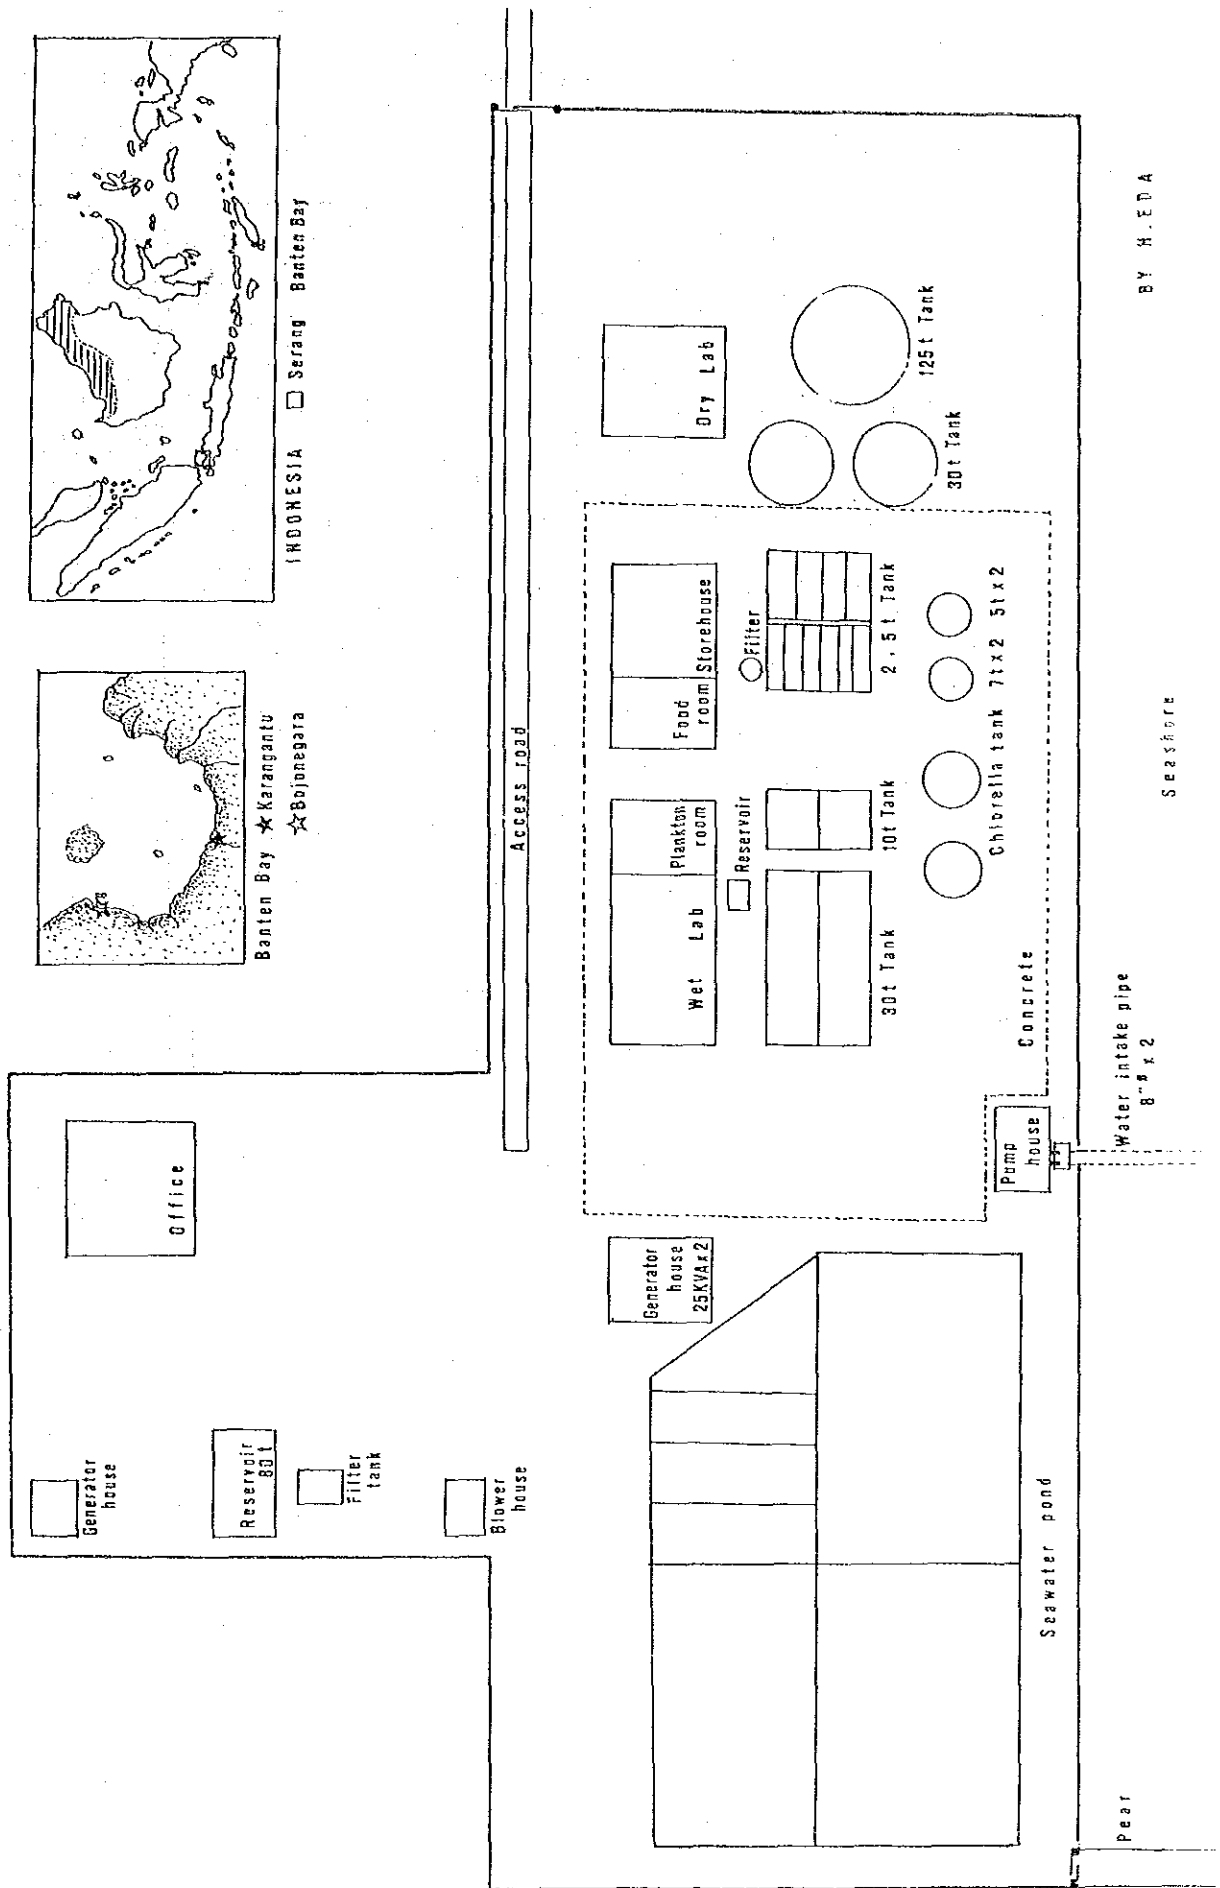 Generator
house
Reservoir
80t
Filter
tank
Blower
house
Office
Banten Bay ★ Karangantu
☆ Bojonegara
INDONESIA □ Serang Banten Bay
Access road
Generator
house
25KVA x 2
Wet Lab
Plankton
room
Food
room
Storehouse
Dry Lab
Reservoir
Filter
30t Tank
10t Tank
2.5t Tank
30t Tank
125t Tank
Chlorella tank 7t x 2 5t x 2
Concrete
Pump
house
Seawater pond
Pear
Water intake pipe
8"ø x 2
Seashore
BY H.EDA